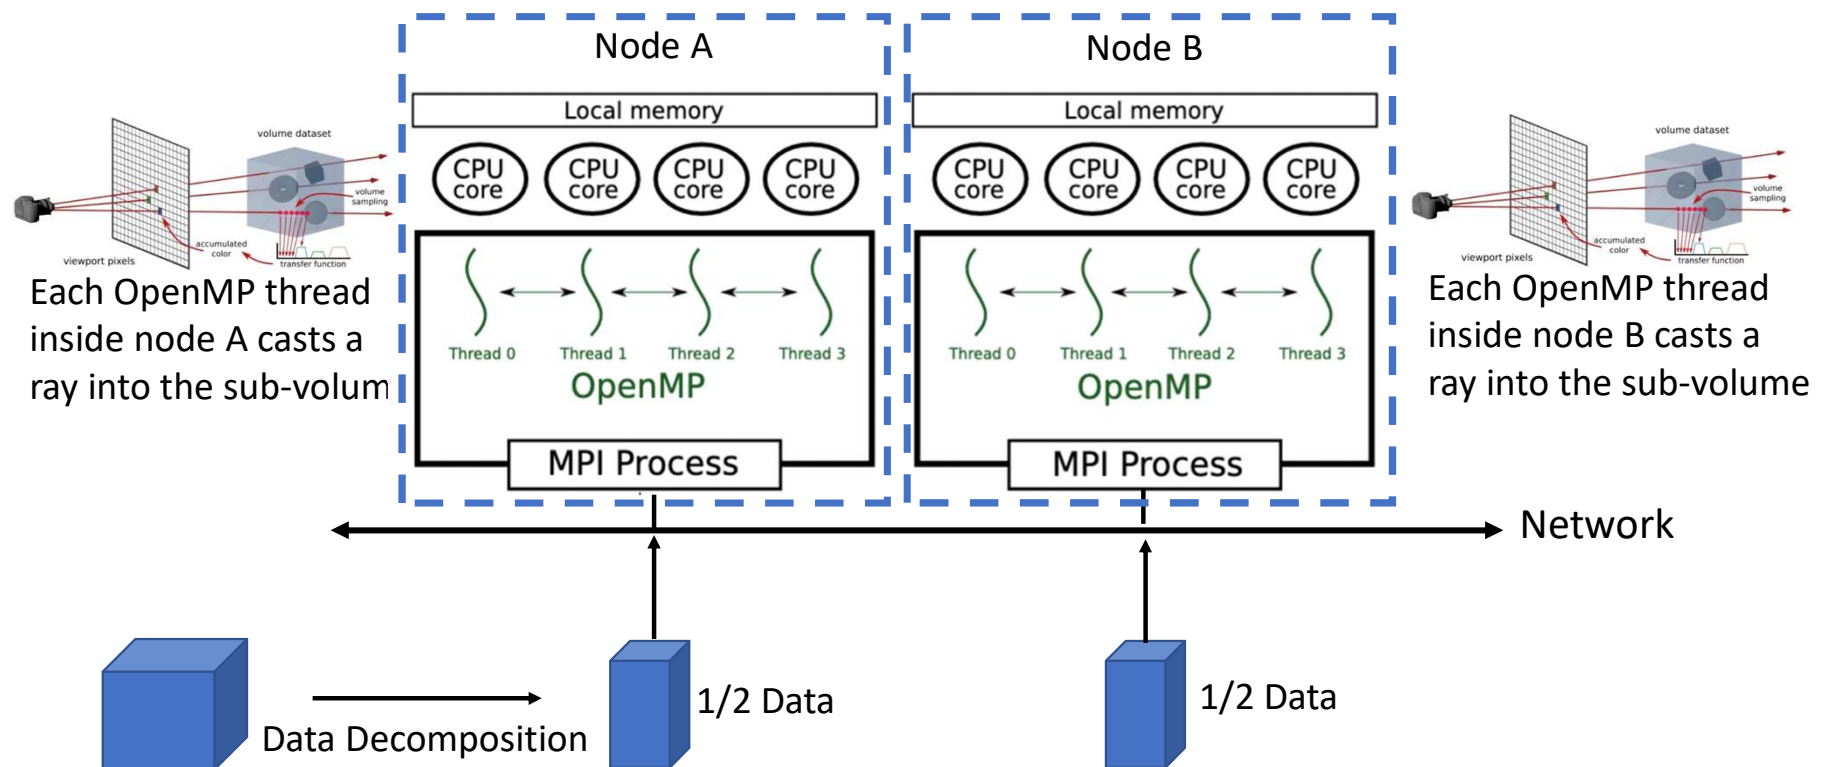 Node A
Local memory
CPU
core
CPU
core
CPU
core
CPU
core
Thread 0
Thread 1
Thread 2
Thread 3
OpenMP
MPI Process
Node B
Local memory
CPU
core
CPU
core
CPU
core
CPU
core
Thread 0
Thread 1
Thread 2
Thread 3
OpenMP
MPI Process
volume dataset
volume
sampling
accumulated
color
viewport pixels
transfer function
Each OpenMP thread
inside node A casts a
ray into the sub-volum
volume dataset
volume
sampling
accumulated
color
viewport pixels
transfer function
Each OpenMP thread
inside node B casts a
ray into the sub-volume
Network
Data Decomposition
1/2 Data
1/2 Data